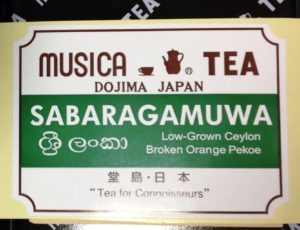 MUSICA TEA
DOJIMA JAPAN
SABARAGAMUWA
ශ්‍රී ලංකා
Low-Grown Ceylon
Broken Orange Pekoe
堂島・日本
"Tea for Connoisseurs"